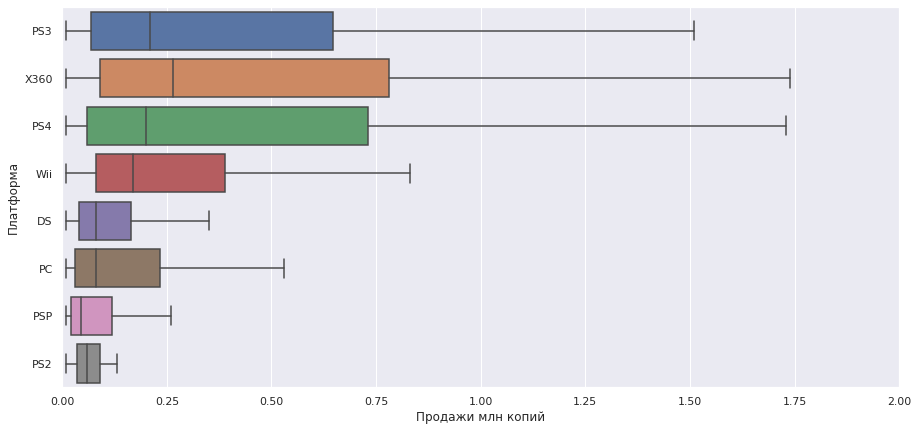 PS3
X360
PS4
Wii
DS
PC
PSP
PS2
Платформа
0.00 0.25 0.50 0.75 1.00 1.25 1.50 1.75 2.00
Продажи млн копий